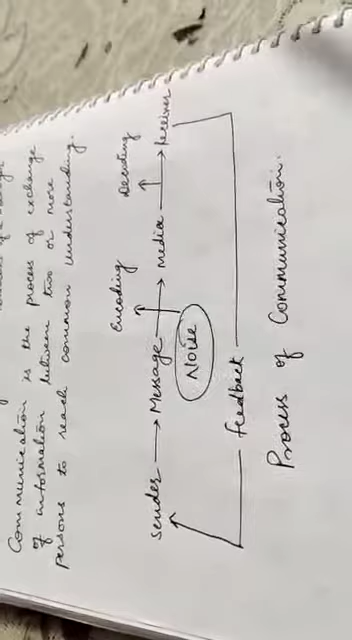 Communication is the process of exchange
of information between two or more
persons to reach common understanding.
Encoding Decoding
Sender → Message → Media → Receiver
Noise
Feedback
Process of Communication.